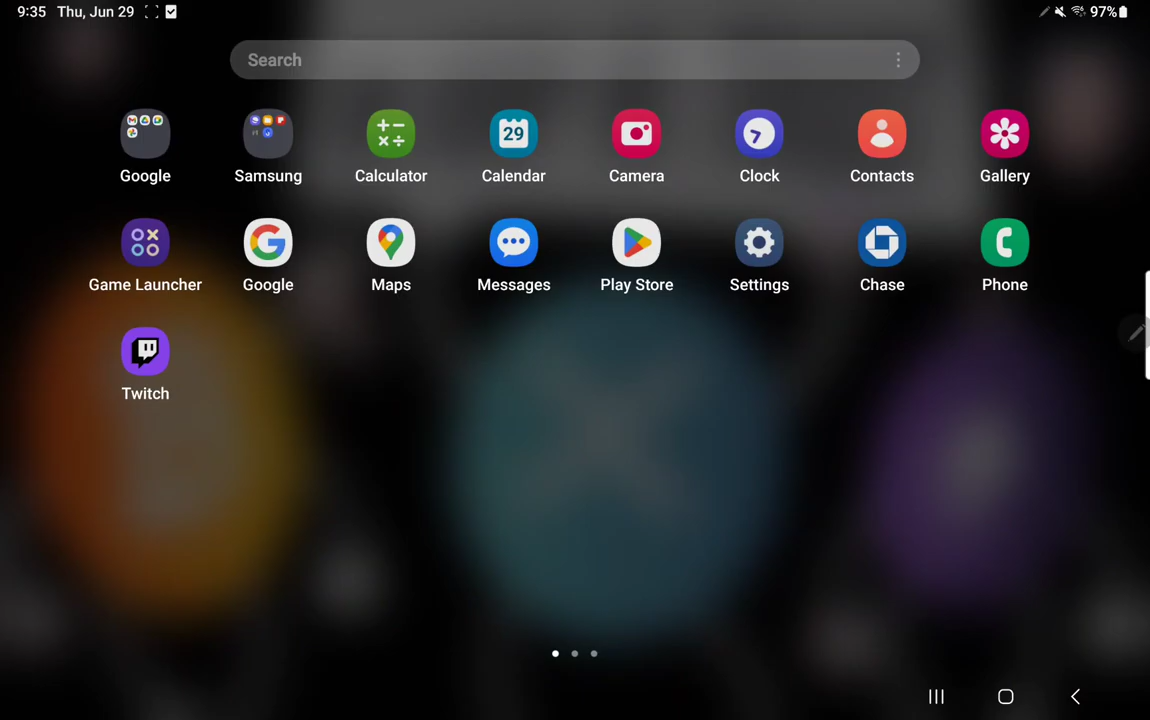 9:35 Thu, Jun 29 97%
Search
Google Samsung Calculator 29 Calendar Camera Clock Contacts Gallery
Game Launcher Google Maps Messages Play Store Settings Chase Phone
Twitch